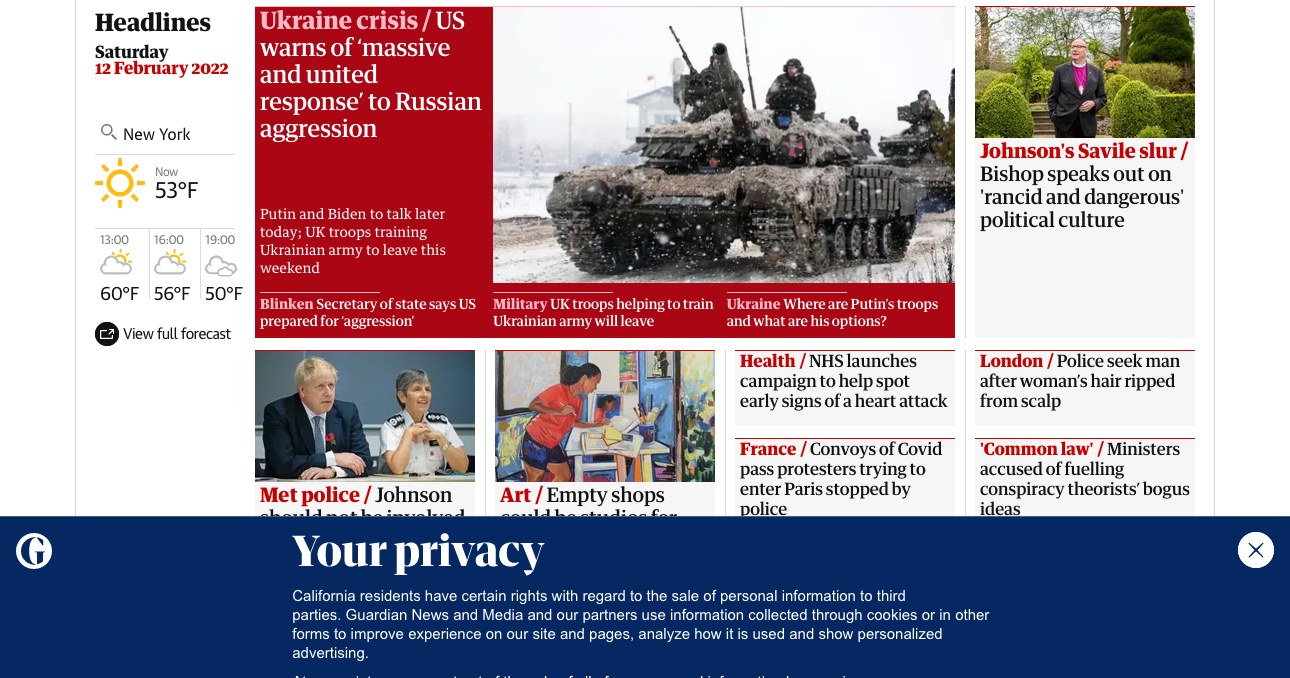 Headlines
Saturday
12 February 2022
New York
Now
53°F
13:00
16:00
19:00
60°F
56°F
50°F
View full forecast
Ukraine crisis / US
warns of ‘massive
and united
response’ to Russian
aggression
Putin and Biden to talk later
today; UK troops training
Ukrainian army to leave this
weekend
Blinken Secretary of state says US
prepared for ‘aggression’
Military UK troops helping to train
Ukrainian army will leave
Ukraine Where are Putin’s troops
and what are his options?
Johnson's Savile slur /
Bishop speaks out on
'rancid and dangerous'
political culture
Met police / Johnson
should not be involved
Art / Empty shops
could be studios for
Health / NHS launches
campaign to help spot
early signs of a heart attack
France / Convoys of Covid
pass protesters trying to
enter Paris stopped by
police
London / Police seek man
after woman’s hair ripped
from scalp
'Common law' / Ministers
accused of fuelling
conspiracy theorists’ bogus
ideas
Your privacy
California residents have certain rights with regard to the sale of personal information to third
parties. Guardian News and Media and our partners use information collected through cookies or in other
forms to improve experience on our site and pages, analyze how it is used and show personalized
advertising.